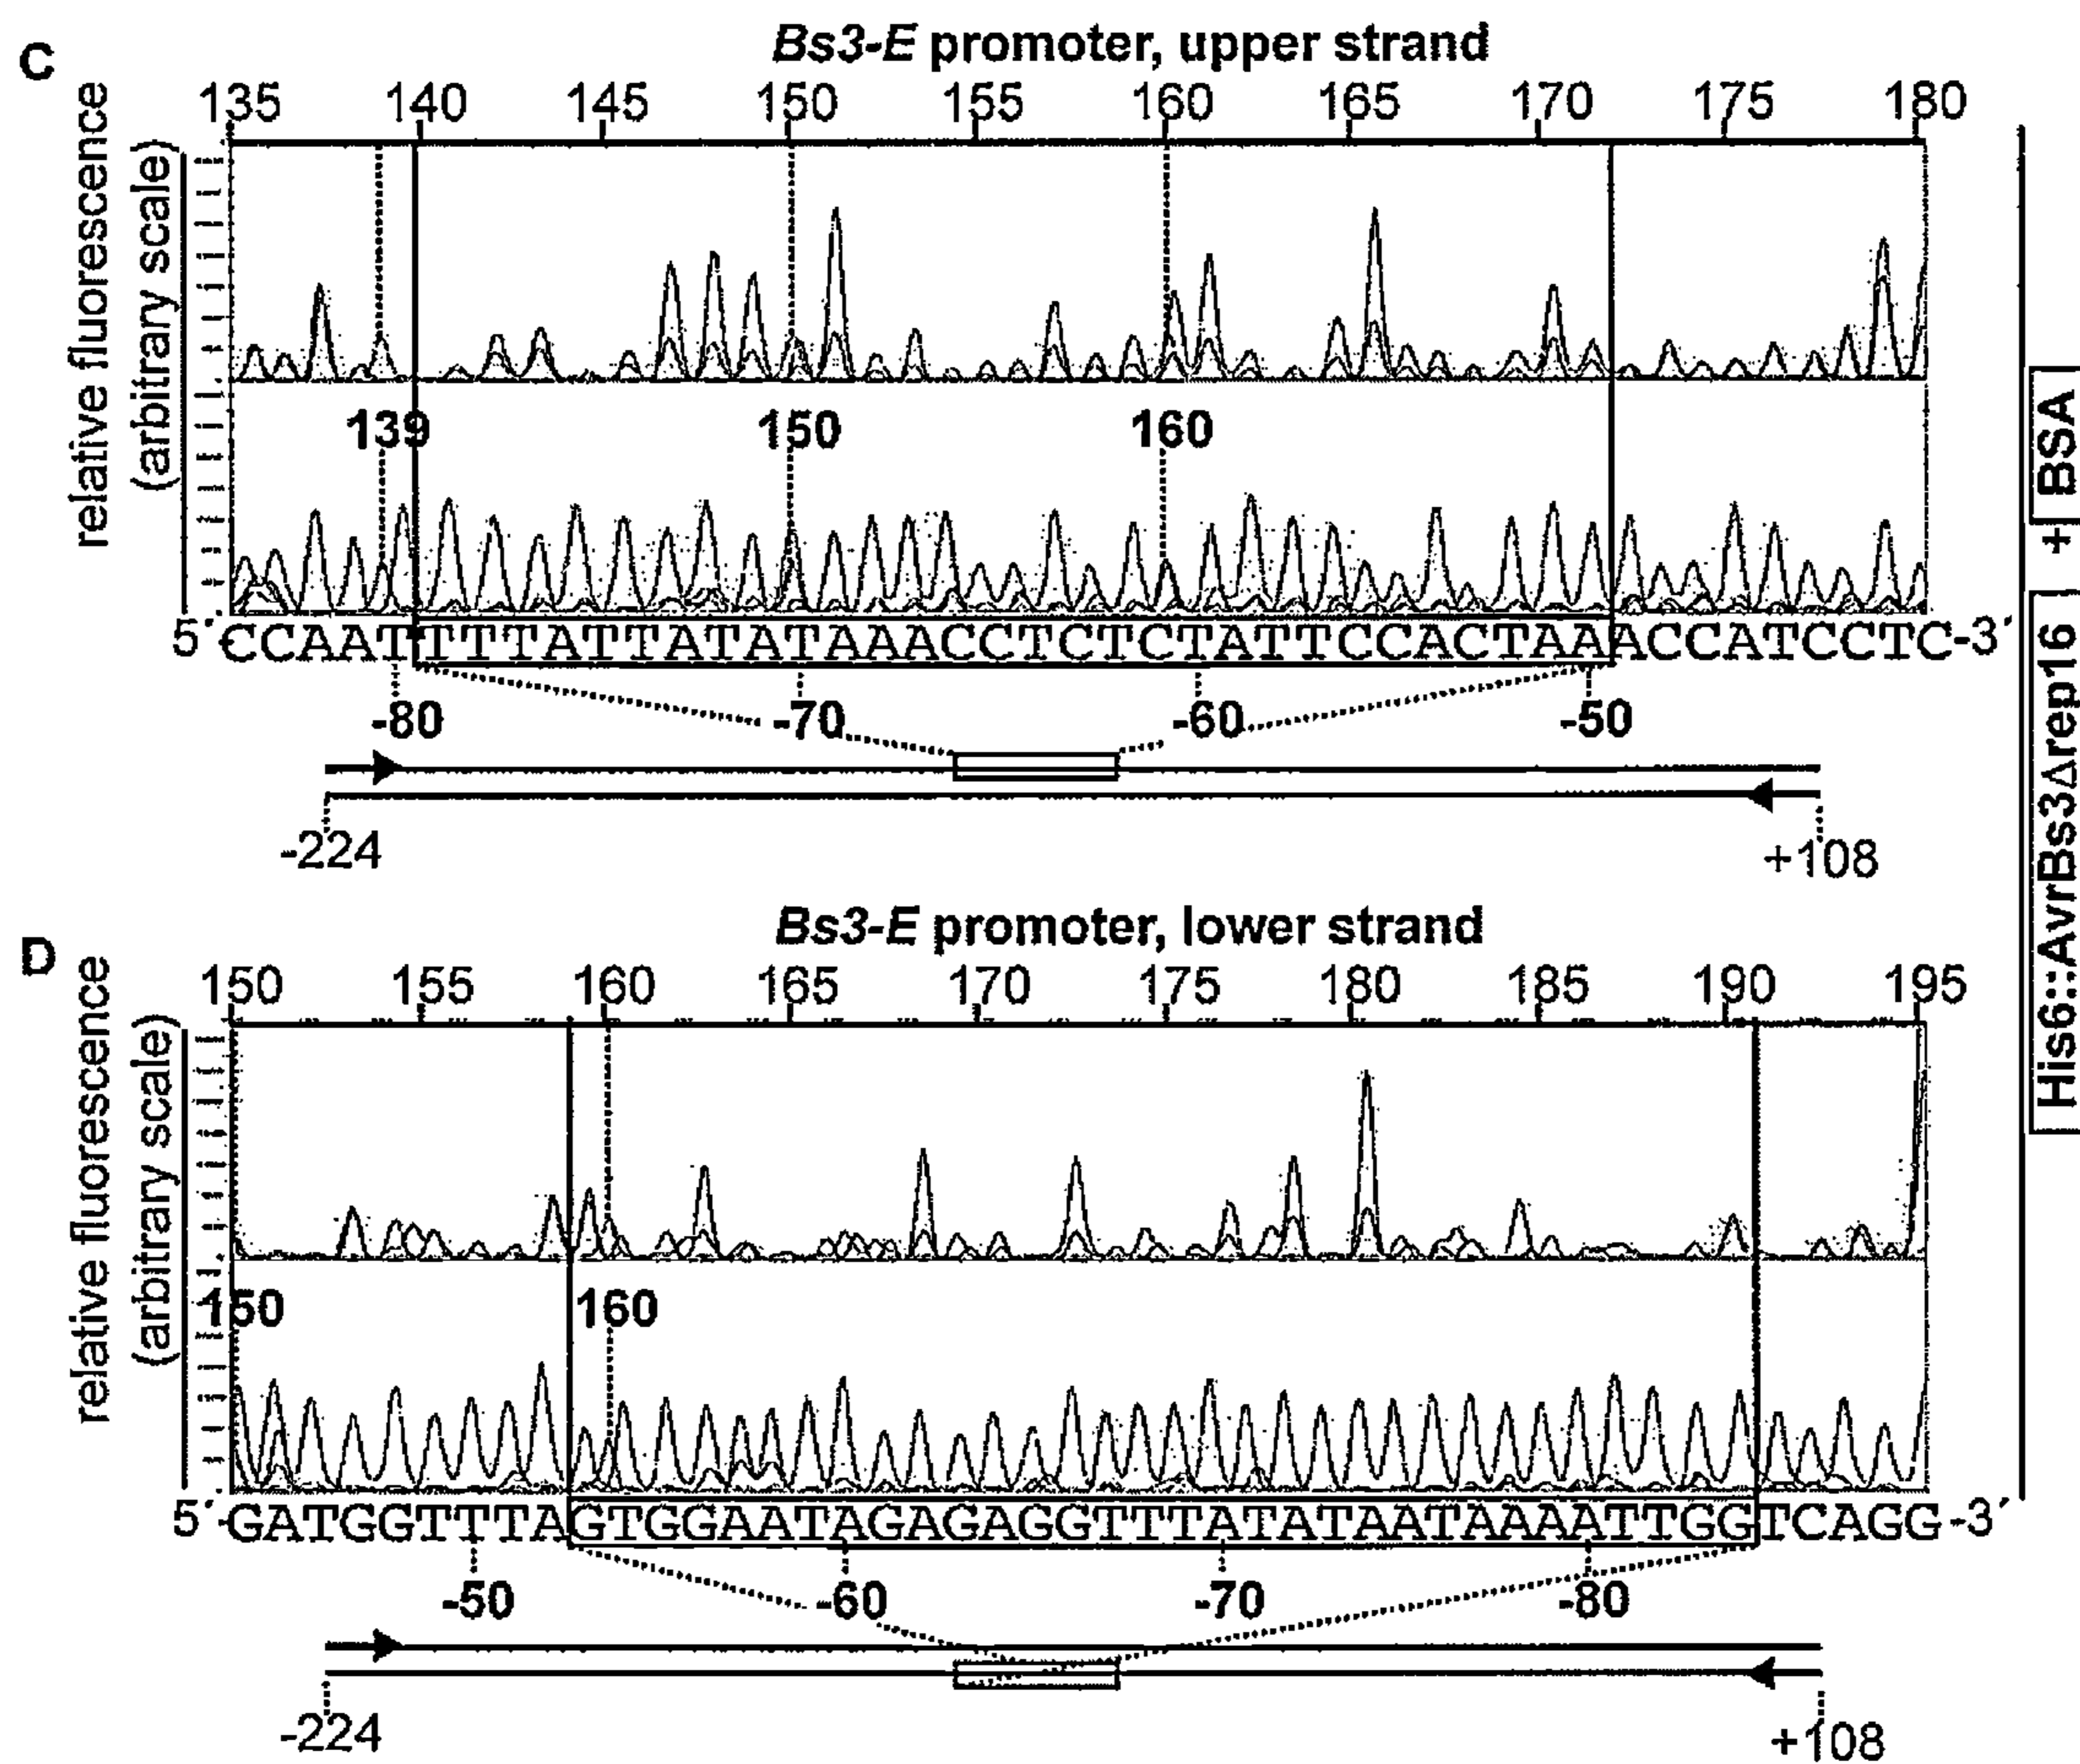 C
Bs3-E promoter, upper strand
135 140 145 150 155 160 165 170 175 180
relative fluorescence
(arbitrary scale)
139 150 160
5´ CCAATTTTATTATATAAACCTCTCTATTCCACTAAACCATCCTC-3´
-80 -70 -60 -50
-224 +108
D
Bs3-E promoter, lower strand
150 155 160 165 170 175 180 185 190 195
relative fluorescence
(arbitrary scale)
150 160
5´-GATGGTTTAGTGGAATAGAGAGGTTTATATAATAAAATTGGTCAGG-3´
-50 -60 -70 -80
-224 +108
His6::AvrBs3Δrep16 + BSA